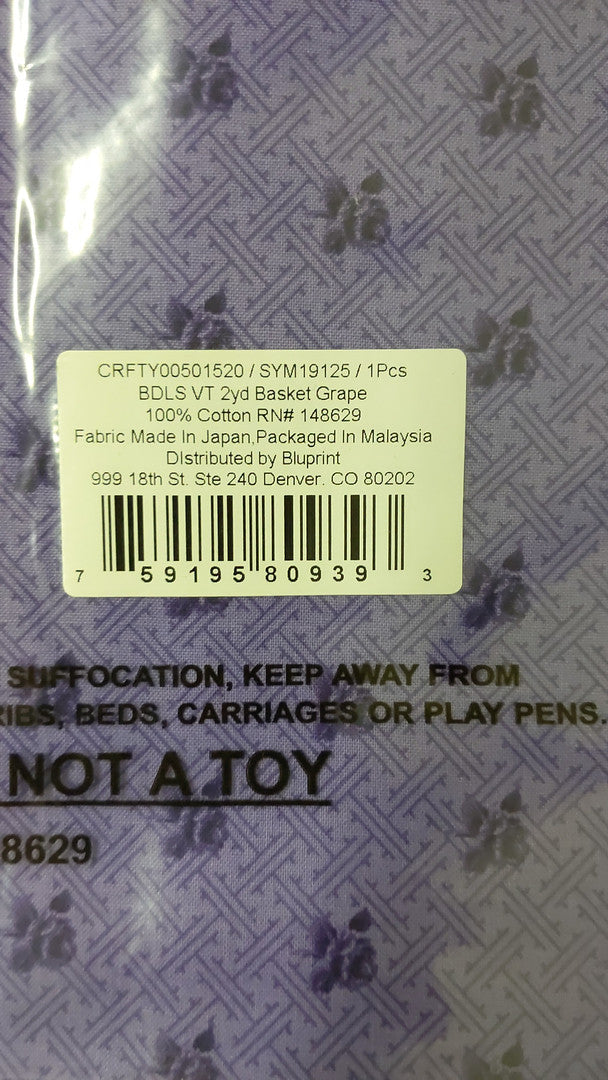 CRFTY00501520 / SYM19125 / 1Pcs
BDLS VT 2yd Basket Grape
100% Cotton RN# 148629
Fabric Made In Japan,Packaged In Malaysia
DIstributed by Bluprint
999 18th St. Ste 240 Denver. CO 80202
7 59195 80939 3
SUFFOCATION, KEEP AWAY FROM
RIBS, BEDS, CARRIAGES OR PLAY PENS.
NOT A TOY
8629